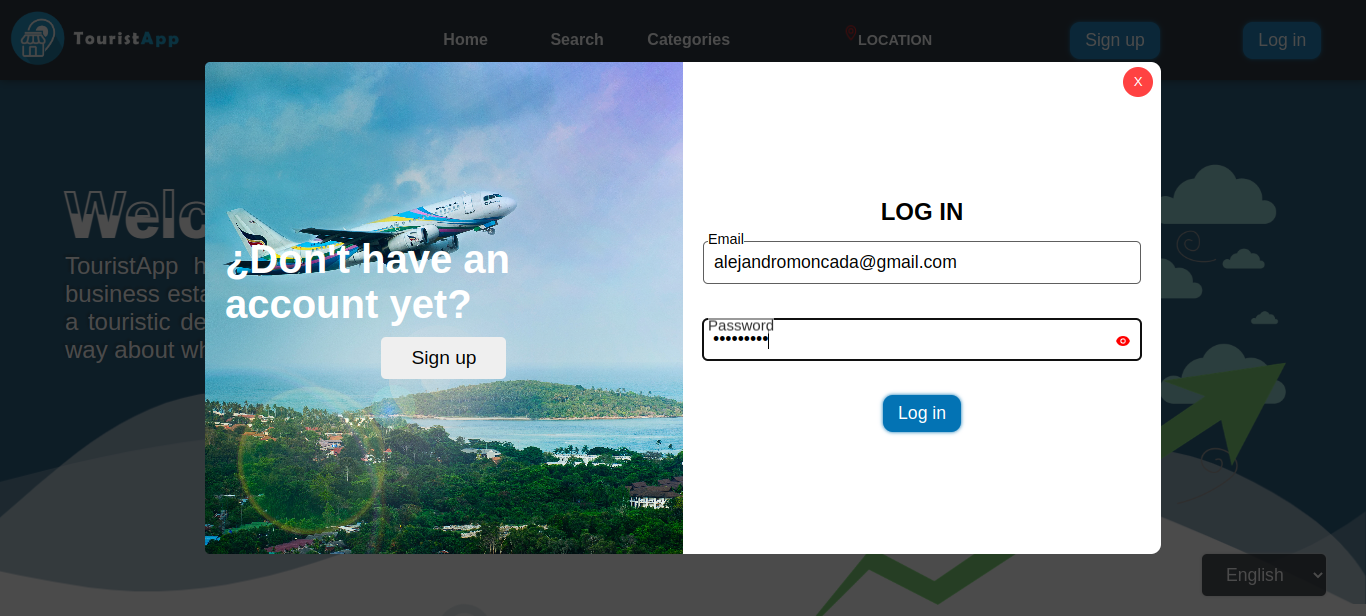 TouristApp
Home
Search
Categories
LOCATION
Sign up
Log in
X
Welc
TouristApp h
business esta
a touristic de
way about wh
¿Don't have an
account yet?
Sign up
LOG IN
Email
alejandromoncada@gmail.com
Password
•••••••••
Log in
English